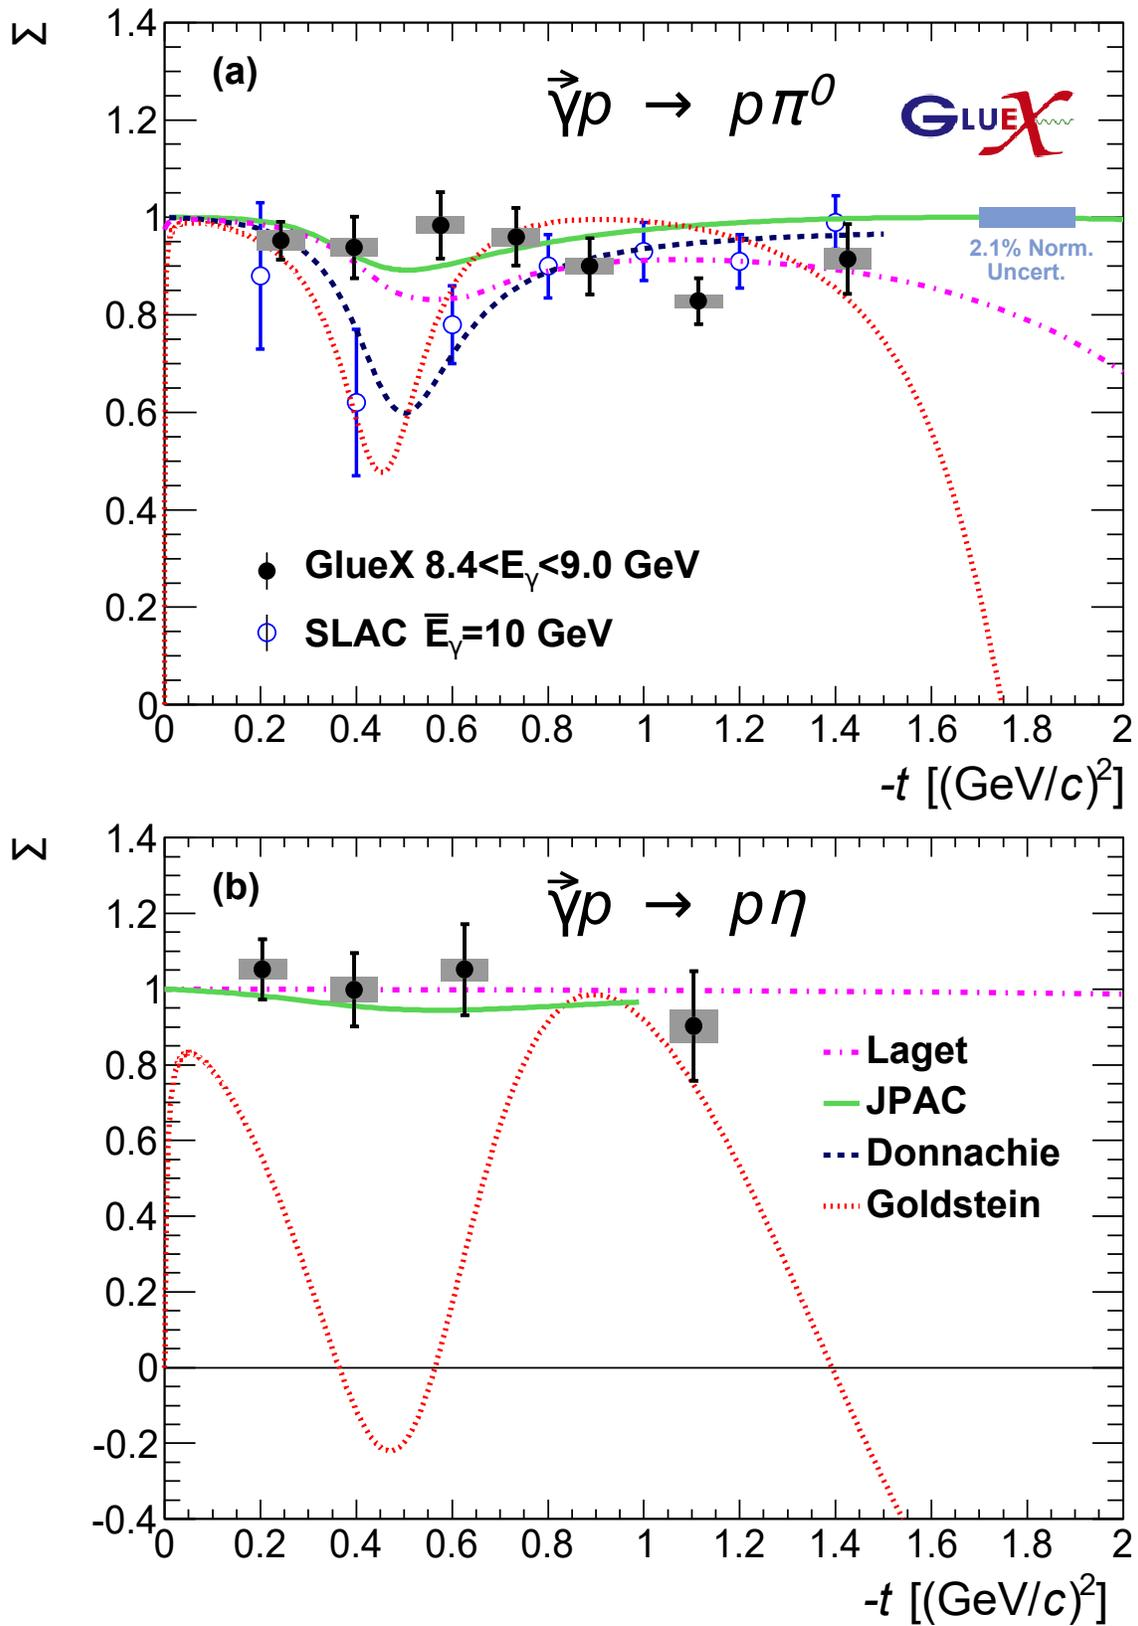 Σ
1.4
(a)
γ⃗p → pπ⁰
GLUEX
1.2
1
2.1% Norm.
Uncert.
0.8
0.6
0.4
GlueX 8.4<Eγ<9.0 GeV
0.2
SLAC E̅γ=10 GeV
0
0 0.2 0.4 0.6 0.8 1 1.2 1.4 1.6 1.8 2
-t [(GeV/c)²]
Σ
1.4
(b)
γ⃗p → pη
1.2
1
Laget
0.8
JPAC
0.6
Donnachie
0.4
Goldstein
0.2
0
-0.2
-0.4
0 0.2 0.4 0.6 0.8 1 1.2 1.4 1.6 1.8 2
-t [(GeV/c)²]